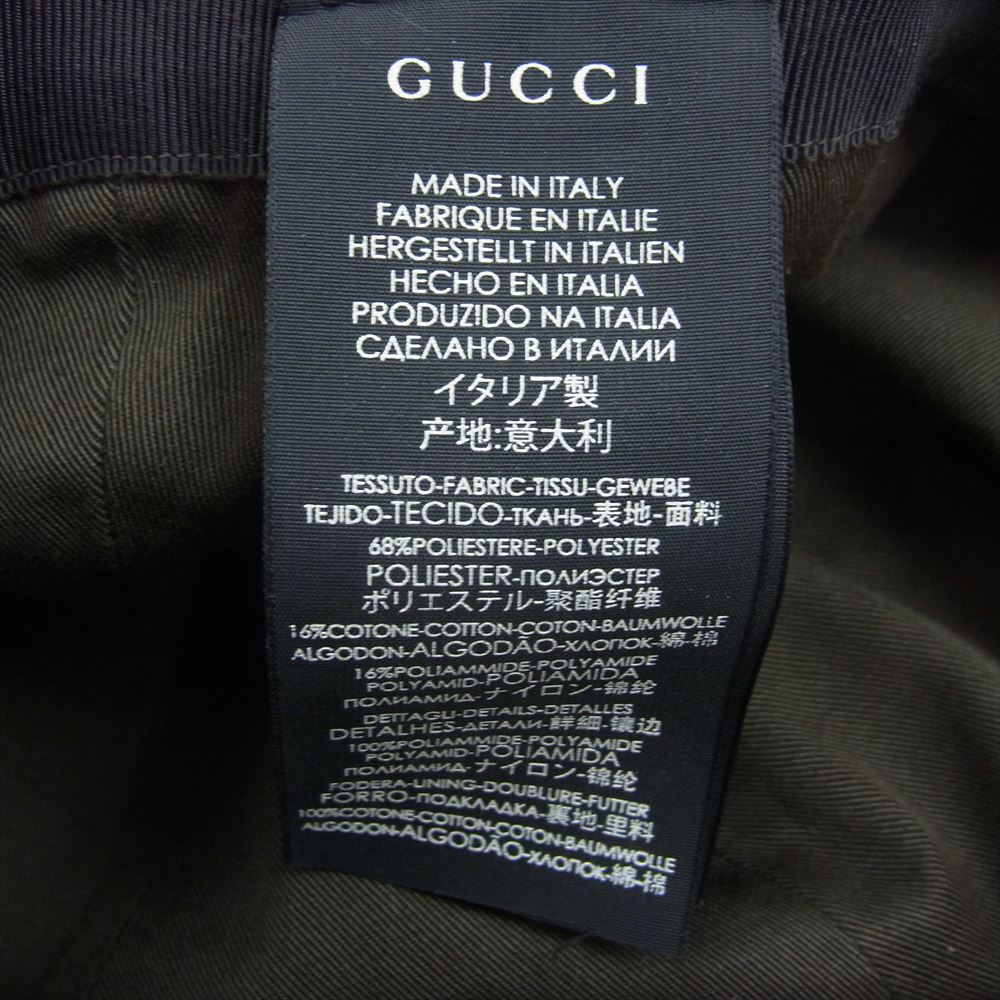 GUCCI
MADE IN ITALY
FABRIQUE EN ITALIE
HERGESTELLT IN ITALIEN
HECHO EN ITALIA
PRODUZIDO NA ITALIA
СДЕЛАНО В ИТАЛИИ
イタリア製
产地:意大利
TESSUTO-FABRIC-TISSU-GEWEBE
TEJIDO-TECIDO-ТКАНЬ-表地-面料
68%POLIESTERE-POLYESTER
POLIESTER-ПОЛИЭСТЕР
ポリエステル-聚酯纤维
16%COTONE-COTTON-COTON-BAUMWOLLE
ALGODON-ALGODÃO-ХЛОПОК-綿-棉
16%POLIAMMIDE-POLYAMIDE
POLYAMID-POLIAMIDA
ПОЛИАМИД-ナイロン-锦纶
DETTAGLI-DETAILS-DETALLES
DETALHES-ДЕТАЛИ-詳細-镶边
100%POLIAMMIDE-POLYAMIDE
POLYAMID-POLIAMIDA
ПОЛИАМИД-ナイロン-锦纶
FODERA-LINING-DOUBLURE-FUTTER
FORRO-ПОДКЛАДКА-裏地-里料
100%COTONE-COTTON-COTON-BAUMWOLLE
ALGODON-ALGODÃO-ХЛОПОК-綿-棉